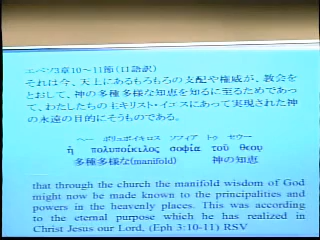 エペソ3章10~11節(口語訳)
それは今、天上にあるもろもろの支配や権威が、教会を
とおして、神の多種多様な知恵を知るに至るためであっ
て、わたしたちの主キリスト・イエスにあって実現された神
の永遠の目的にそうものである。
ヘー ポリュポイキロス ソフィア トゥ セウー
ἡ πολυποίκιλος σοφία τοῦ θεου
多種多様な(manifold) 神の知恵
that through the church the manifold wisdom of God
might now be made known to the principalities and
powers in the heavenly places. This was according
to the eternal purpose which he has realized in
Christ Jesus our Lord, (Eph 3:10-11) RSV